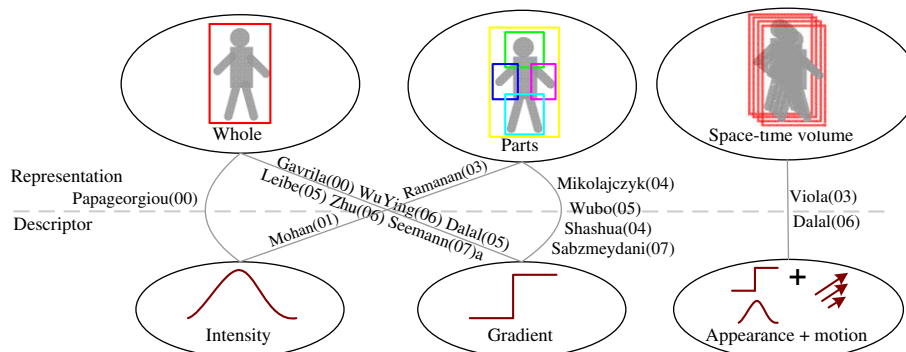 Whole
Parts
Space-time volume
Gavrila(00) WuYing(06) Dalal(05)
Leibe(05) Zhu(06) Seemann(07)a
Ramanan(03)
Mohan(01)
Representation
Papageorgiou(00)
Descriptor
Mikolajczyk(04)
Wubo(05)
Shashua(04)
Sabzmeydani(07)
Viola(03)
Dalal(06)
Intensity
Gradient
+
Appearance + motion